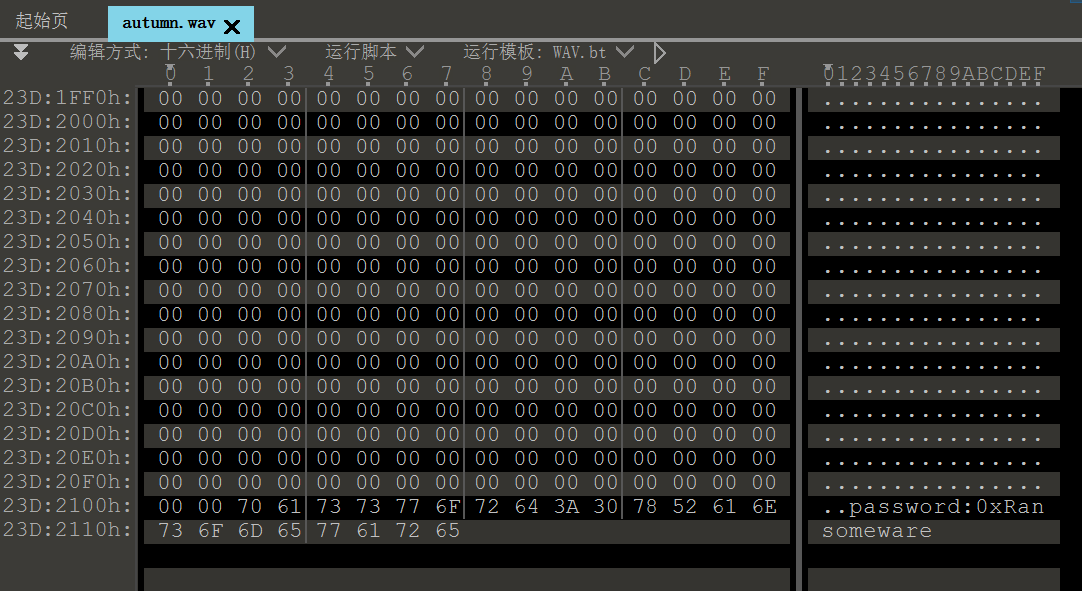 起始页 autumn.wav
编辑方式: 十六进制(H) 运行脚本 运行模板: WAV.bt
0 1 2 3 4 5 6 7 8 9 A B C D E F 0123456789ABCDEF
23D:1FF0h: 00 00 00 00 00 00 00 00 00 00 00 00 00 00 00 00 ................
23D:2000h: 00 00 00 00 00 00 00 00 00 00 00 00 00 00 00 00 ................
23D:2010h: 00 00 00 00 00 00 00 00 00 00 00 00 00 00 00 00 ................
23D:2020h: 00 00 00 00 00 00 00 00 00 00 00 00 00 00 00 00 ................
23D:2030h: 00 00 00 00 00 00 00 00 00 00 00 00 00 00 00 00 ................
23D:2040h: 00 00 00 00 00 00 00 00 00 00 00 00 00 00 00 00 ................
23D:2050h: 00 00 00 00 00 00 00 00 00 00 00 00 00 00 00 00 ................
23D:2060h: 00 00 00 00 00 00 00 00 00 00 00 00 00 00 00 00 ................
23D:2070h: 00 00 00 00 00 00 00 00 00 00 00 00 00 00 00 00 ................
23D:2080h: 00 00 00 00 00 00 00 00 00 00 00 00 00 00 00 00 ................
23D:2090h: 00 00 00 00 00 00 00 00 00 00 00 00 00 00 00 00 ................
23D:20A0h: 00 00 00 00 00 00 00 00 00 00 00 00 00 00 00 00 ................
23D:20B0h: 00 00 00 00 00 00 00 00 00 00 00 00 00 00 00 00 ................
23D:20C0h: 00 00 00 00 00 00 00 00 00 00 00 00 00 00 00 00 ................
23D:20D0h: 00 00 00 00 00 00 00 00 00 00 00 00 00 00 00 00 ................
23D:20E0h: 00 00 00 00 00 00 00 00 00 00 00 00 00 00 00 00 ................
23D:20F0h: 00 00 00 00 00 00 00 00 00 00 00 00 00 00 00 00 ................
23D:2100h: 00 00 70 61 73 73 77 6F 72 64 3A 30 78 52 61 6E ..password:0xRan
23D:2110h: 73 6F 6D 65 77 61 72 65 someware